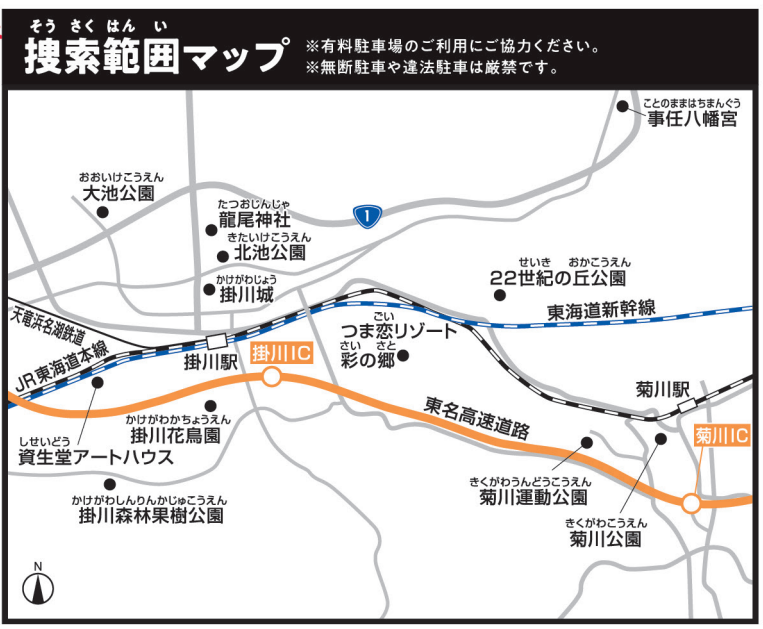 そう さく はん い
捜索範囲マップ
※有料駐車場のご利用にご協力ください。
※無断駐車や違法駐車は厳禁です。
ことのままはちまんぐう
事任八幡宮
おおいけこうえん
大池公園
たつおじんじゃ
龍尾神社
1
きたいけこうえん
北池公園
せいき おかこうえん
22世紀の丘公園
かけがわじょう
掛川城
東海道新幹線
天竜浜名湖鉄道
ごい
つま恋リゾート
さい さと
彩の郷
JR東海道本線
掛川駅
掛川IC
菊川駅
東名高速道路
かけがわかちょうえん
掛川花鳥園
菊川IC
しせいどう
資生堂アートハウス
きくがわうんどうこうえん
菊川運動公園
かけがわしんりんかじゅこうえん
掛川森林果樹公園
きくがわこうえん
菊川公園
N